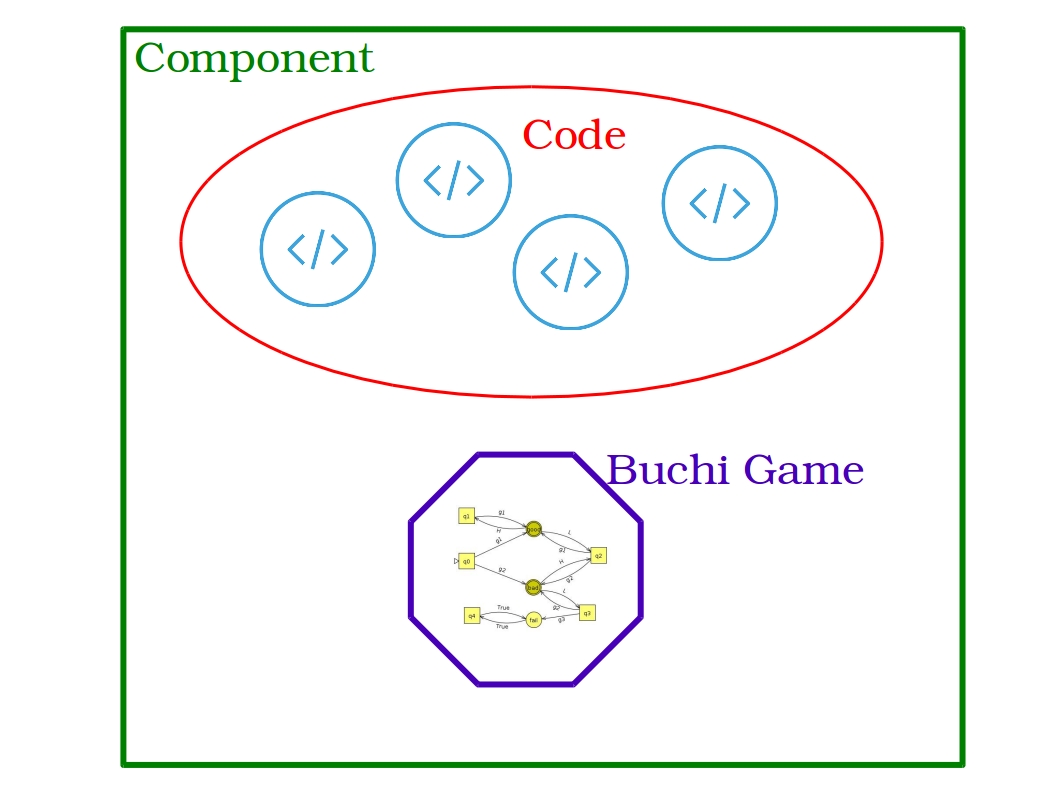 Component
Code
</>
</>
</>
</>
Buchi Game
q1
g1
H
good
L
g1
q2
q0
g1
g2
H
g2
bad
L
g2
q3
g3
q4
True
True
fail